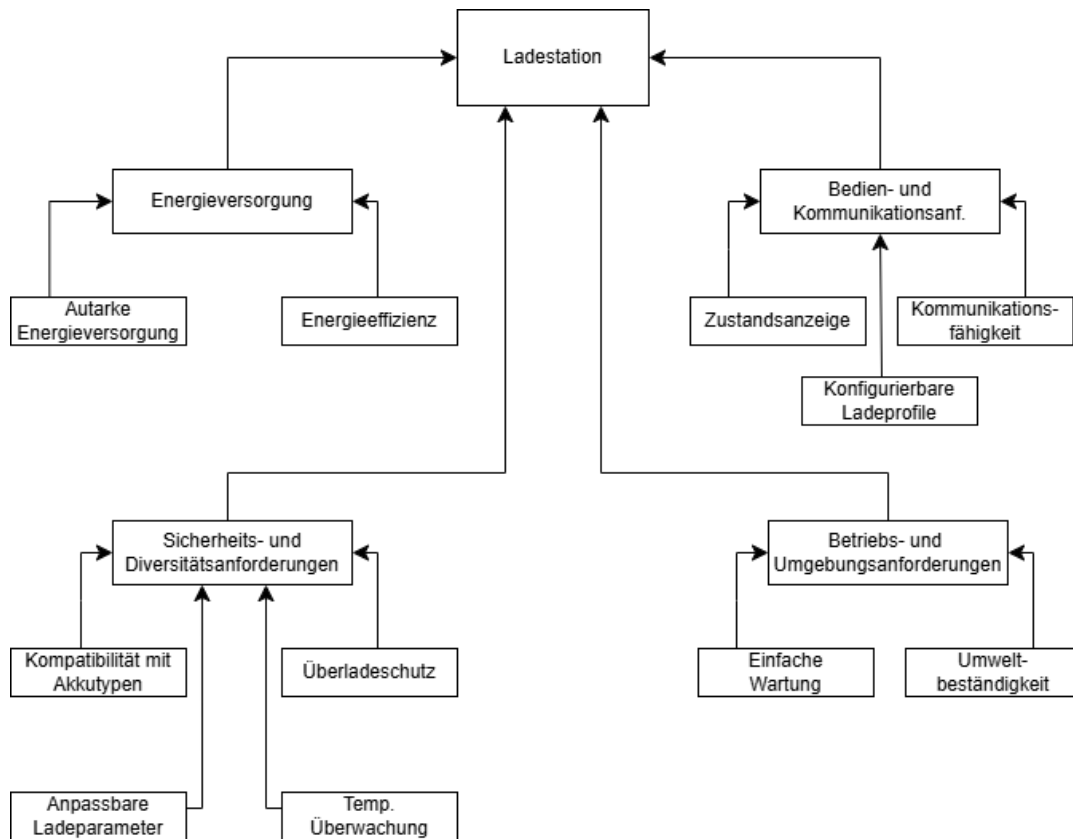 Ladestation
Energieversorgung
Bedien- und
Kommunikationsanf.
Autarke
Energieversorgung
Energieeffizienz
Zustandsanzeige
Kommunikations-
fähigkeit
Konfigurierbare
Ladeprofile
Sicherheits- und
Diversitätsanforderungen
Betriebs- und
Umgebungsanforderungen
Kompatibilität mit
Akkutypen
Überladeschutz
Einfache
Wartung
Umwelt-
beständigkeit
Anpassbare
Ladeparameter
Temp.
Überwachung